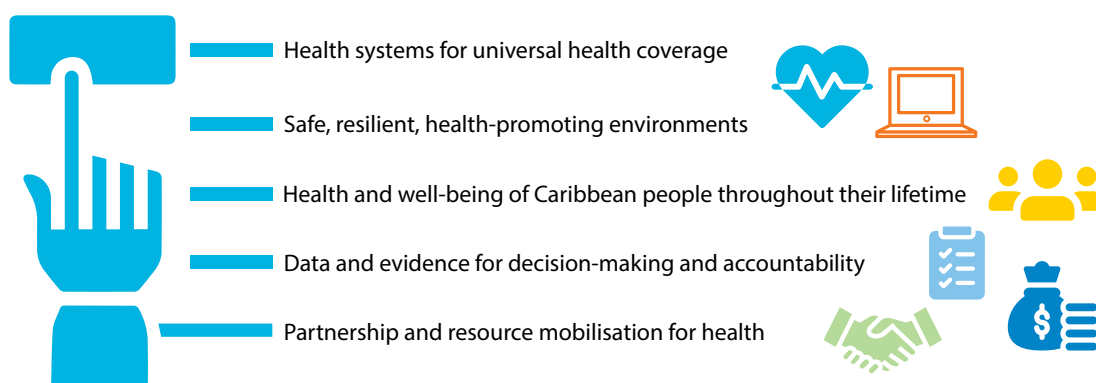 Health systems for universal health coverage
Safe, resilient, health-promoting environments
Health and well-being of Caribbean people throughout their lifetime
Data and evidence for decision-making and accountability
$
Partnership and resource mobilisation for health